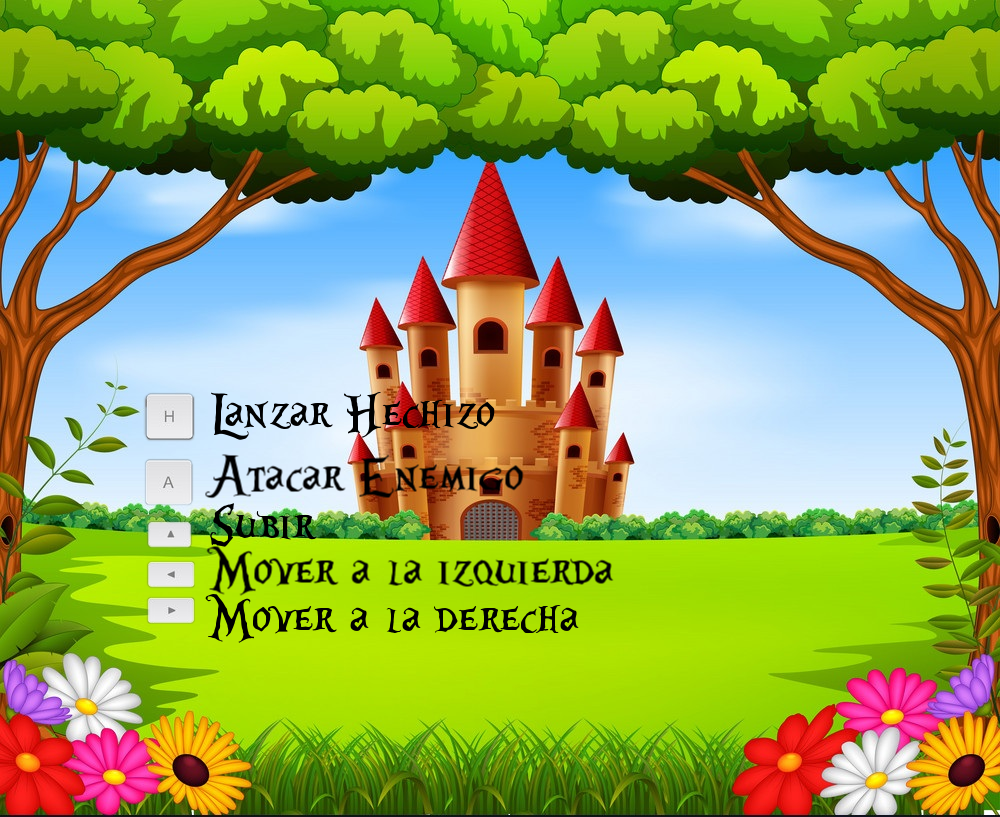 H Lanzar Hechizo
A Atacar Enemigo
▲ Subir
◄ Mover a la izquierda
► Mover a la derecha